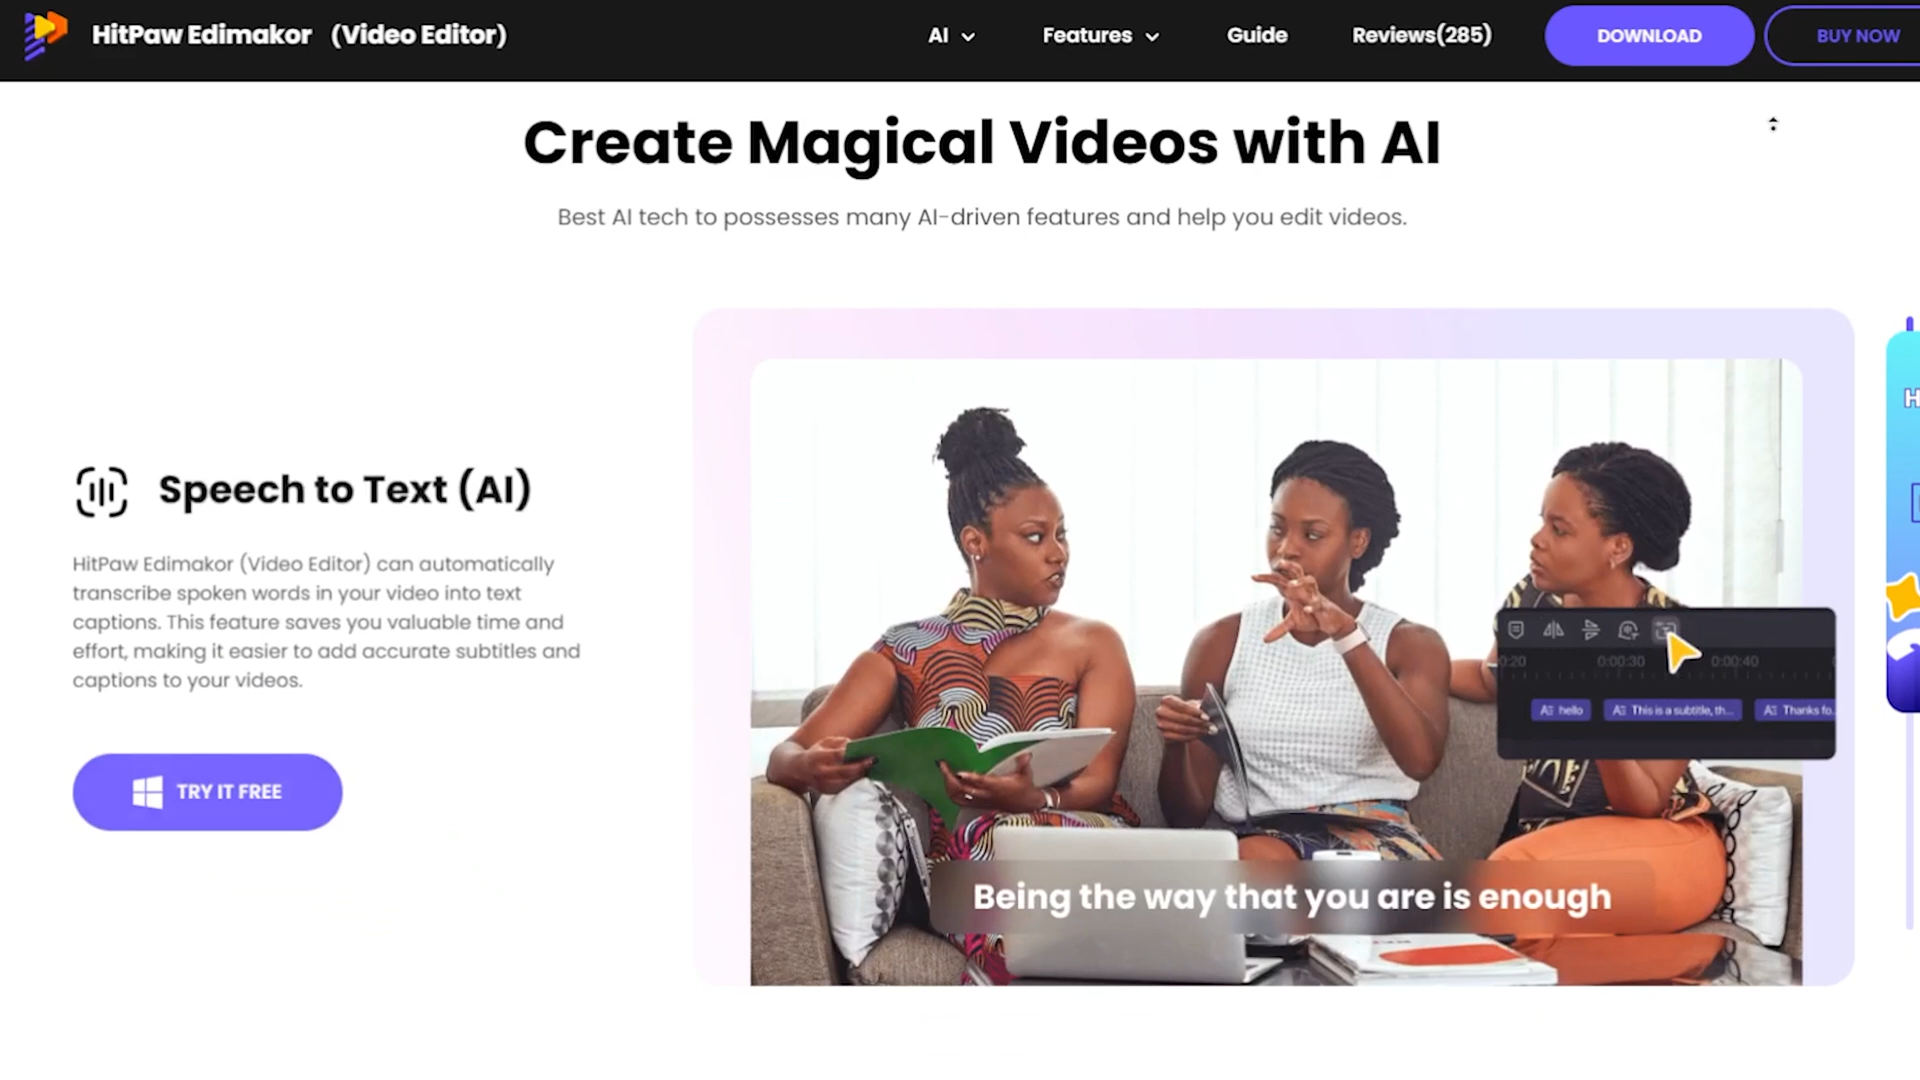 HitPaw Edimakor (Video Editor)
AI
Features
Guide
Reviews(285)
DOWNLOAD
BUY NOW
Create Magical Videos with AI
Best AI tech to possesses many AI-driven features and help you edit videos.
Speech to Text (AI)
HitPaw Edimakor (Video Editor) can automatically
transcribe spoken words in your video into text
captions. This feature saves you valuable time and
effort, making it easier to add accurate subtitles and
captions to your videos.
TRY IT FREE
0:20 0:00:30 0:00:40
hello This is a subtitle, th... Thanks fo
Being the way that you are is enough
H